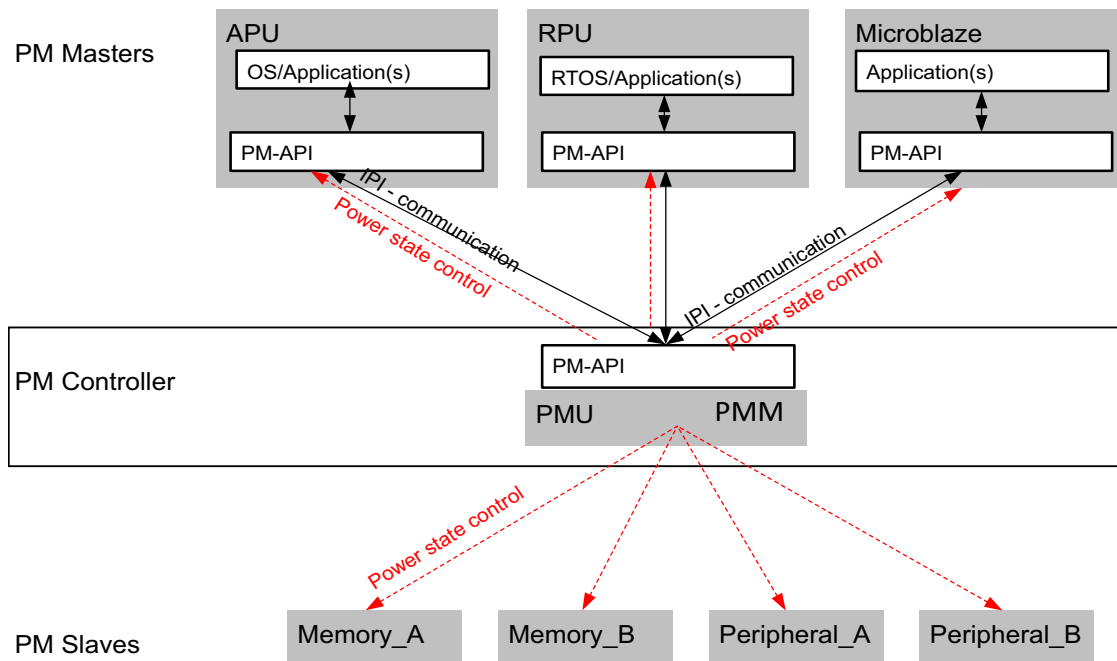 PM Masters
APU
RPU
Microblaze
OS/Application(s)
RTOS/Application(s)
Application(s)
PM-API
PM-API
PM-API
IPI - communication
Power state control
IPI - communication
Power state control
PM Controller
PM-API
PMU
PMM
Power state control
PM Slaves
Memory_A
Memory_B
Peripheral_A
Peripheral_B